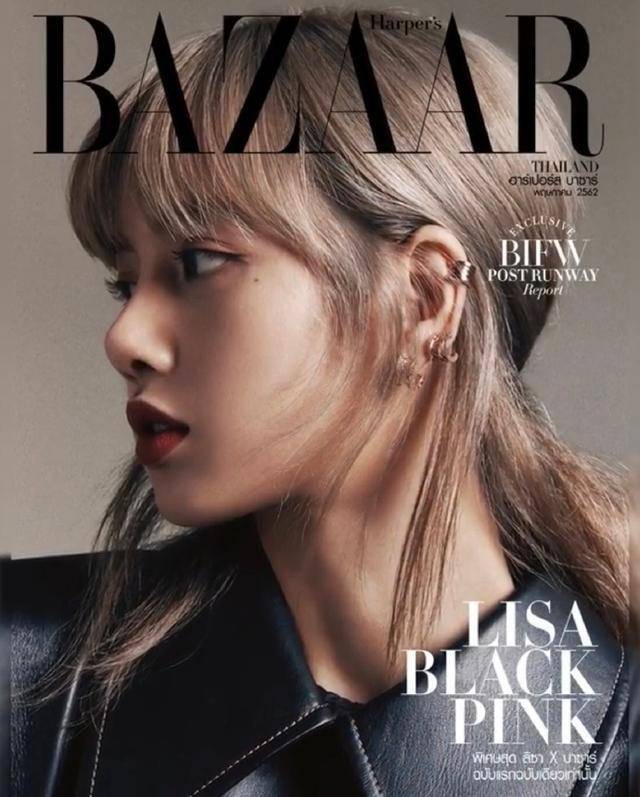 Harper's
BAZAAR
THAILAND
ฮาร์เปอร์ส บาซาร์
พฤษภาคม 2562
EXCLUSIVE
BIFW
POST RUNWAY
Report
LISA
BLACK
PINK
พิเศษสุด ลิซ่า X บาซาร์
ฉบับแรกฉบับเดียวเท่านั้น